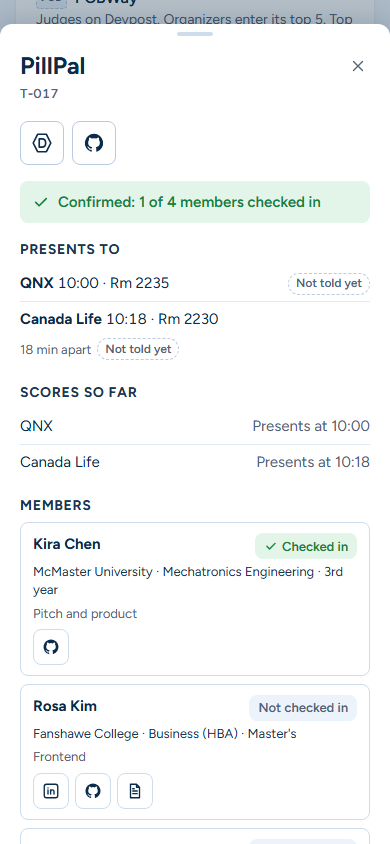 PCBWay
Judges on Devpost. Organizers enter its top 5. Top
PillPal
T-017
Confirmed: 1 of 4 members checked in
PRESENTS TO
QNX 10:00 · Rm 2235
Not told yet
Canada Life 10:18 · Rm 2230
18 min apart
Not told yet
SCORES SO FAR
QNX
Presents at 10:00
Canada Life
Presents at 10:18
MEMBERS
Kira Chen
Checked in
McMaster University · Mechatronics Engineering · 3rd
year
Pitch and product
Rosa Kim
Not checked in
Fanshawe College · Business (HBA) · Master's
Frontend